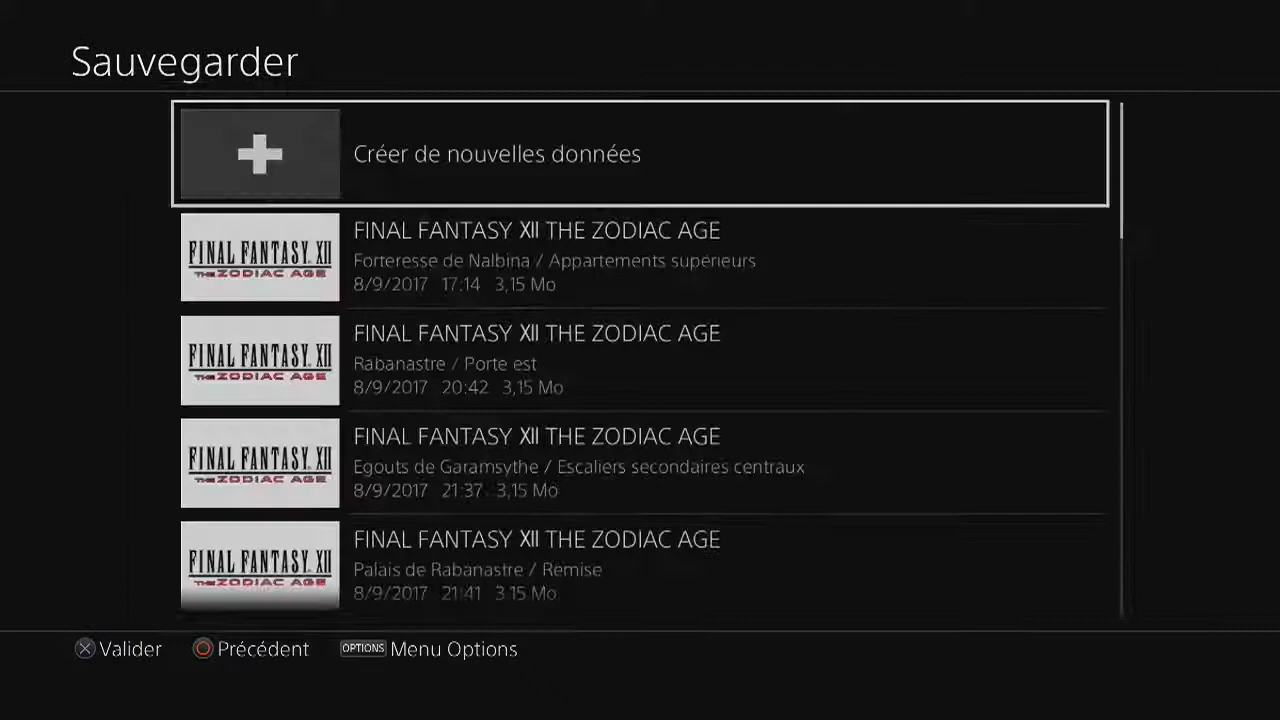 Sauvegarder
Créer de nouvelles données
FINAL FANTASY XII
THE ZODIAC AGE
FINAL FANTASY XII THE ZODIAC AGE
Forteresse de Nalbina / Appartements supérieurs
8/9/2017 17:14 3,15 Mo
FINAL FANTASY XII
THE ZODIAC AGE
FINAL FANTASY XII THE ZODIAC AGE
Rabanastre / Porte est
8/9/2017 20:42 3,15 Mo
FINAL FANTASY XII
THE ZODIAC AGE
FINAL FANTASY XII THE ZODIAC AGE
Egouts de Garamsythe / Escaliers secondaires centraux
8/9/2017 21:37 3,15 Mo
FINAL FANTASY XII
THE ZODIAC AGE
FINAL FANTASY XII THE ZODIAC AGE
Palais de Rabanastre / Remise
8/9/2017 21:41 3,15 Mo
Valider Précédent OPTIONS Menu Options